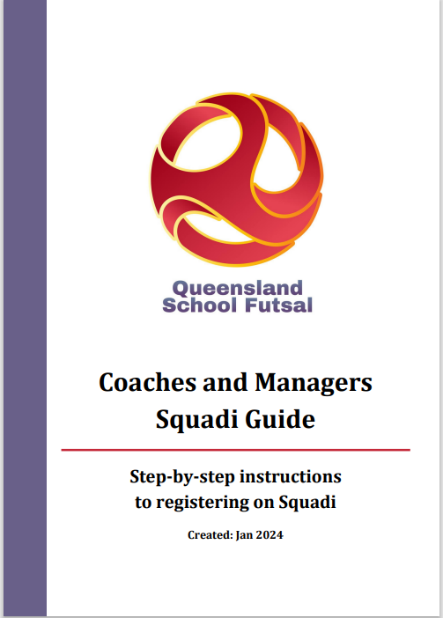 Queensland
School Futsal
Coaches and Managers
Squadi Guide
Step-by-step instructions
to registering on Squadi
Created: Jan 2024